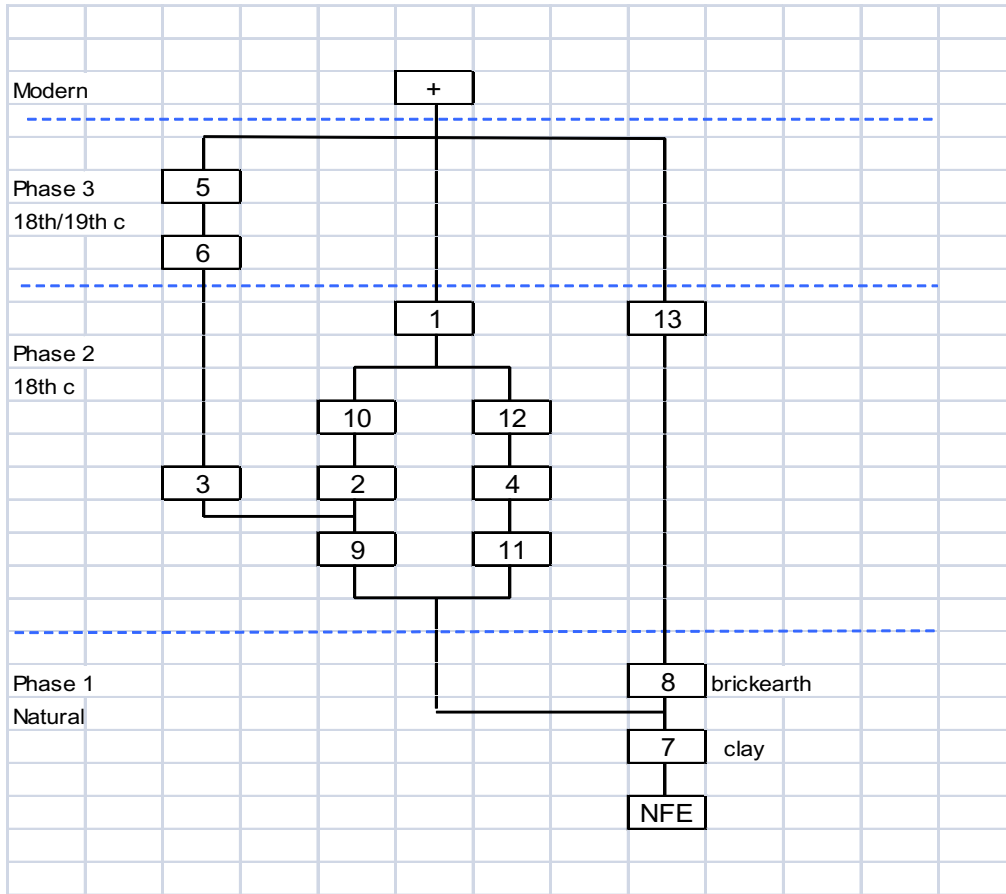 Modern
+
Phase 3
5
18th/19th c
6
1
13
Phase 2
18th c
10
12
3
2
4
9
11
Phase 1
8
brickearth
Natural
7
clay
NFE